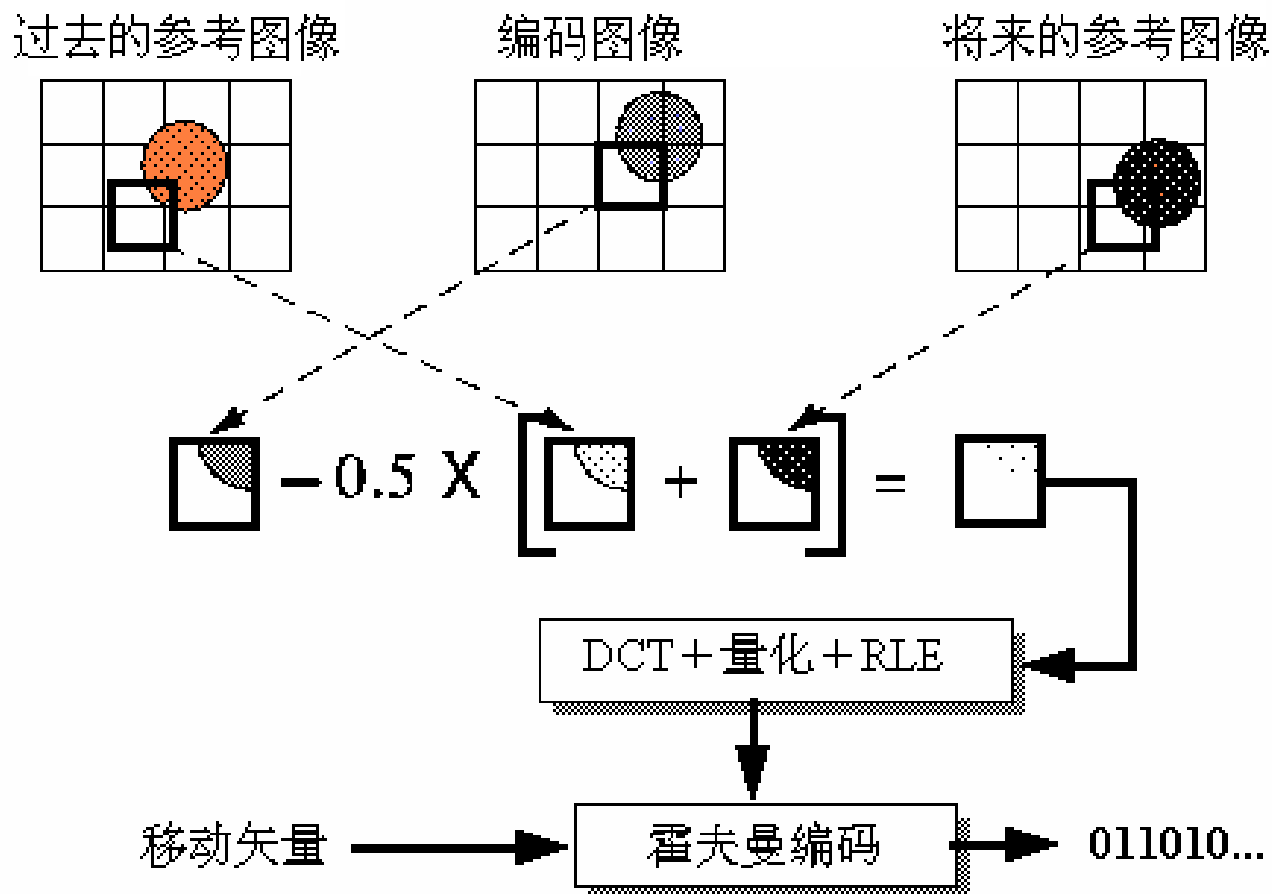 过去的参考图像
编码图像
将来的参考图像
－0.5 X [ + ] =
DCT＋量化＋RLE
移动矢量
霍夫曼编码
011010...